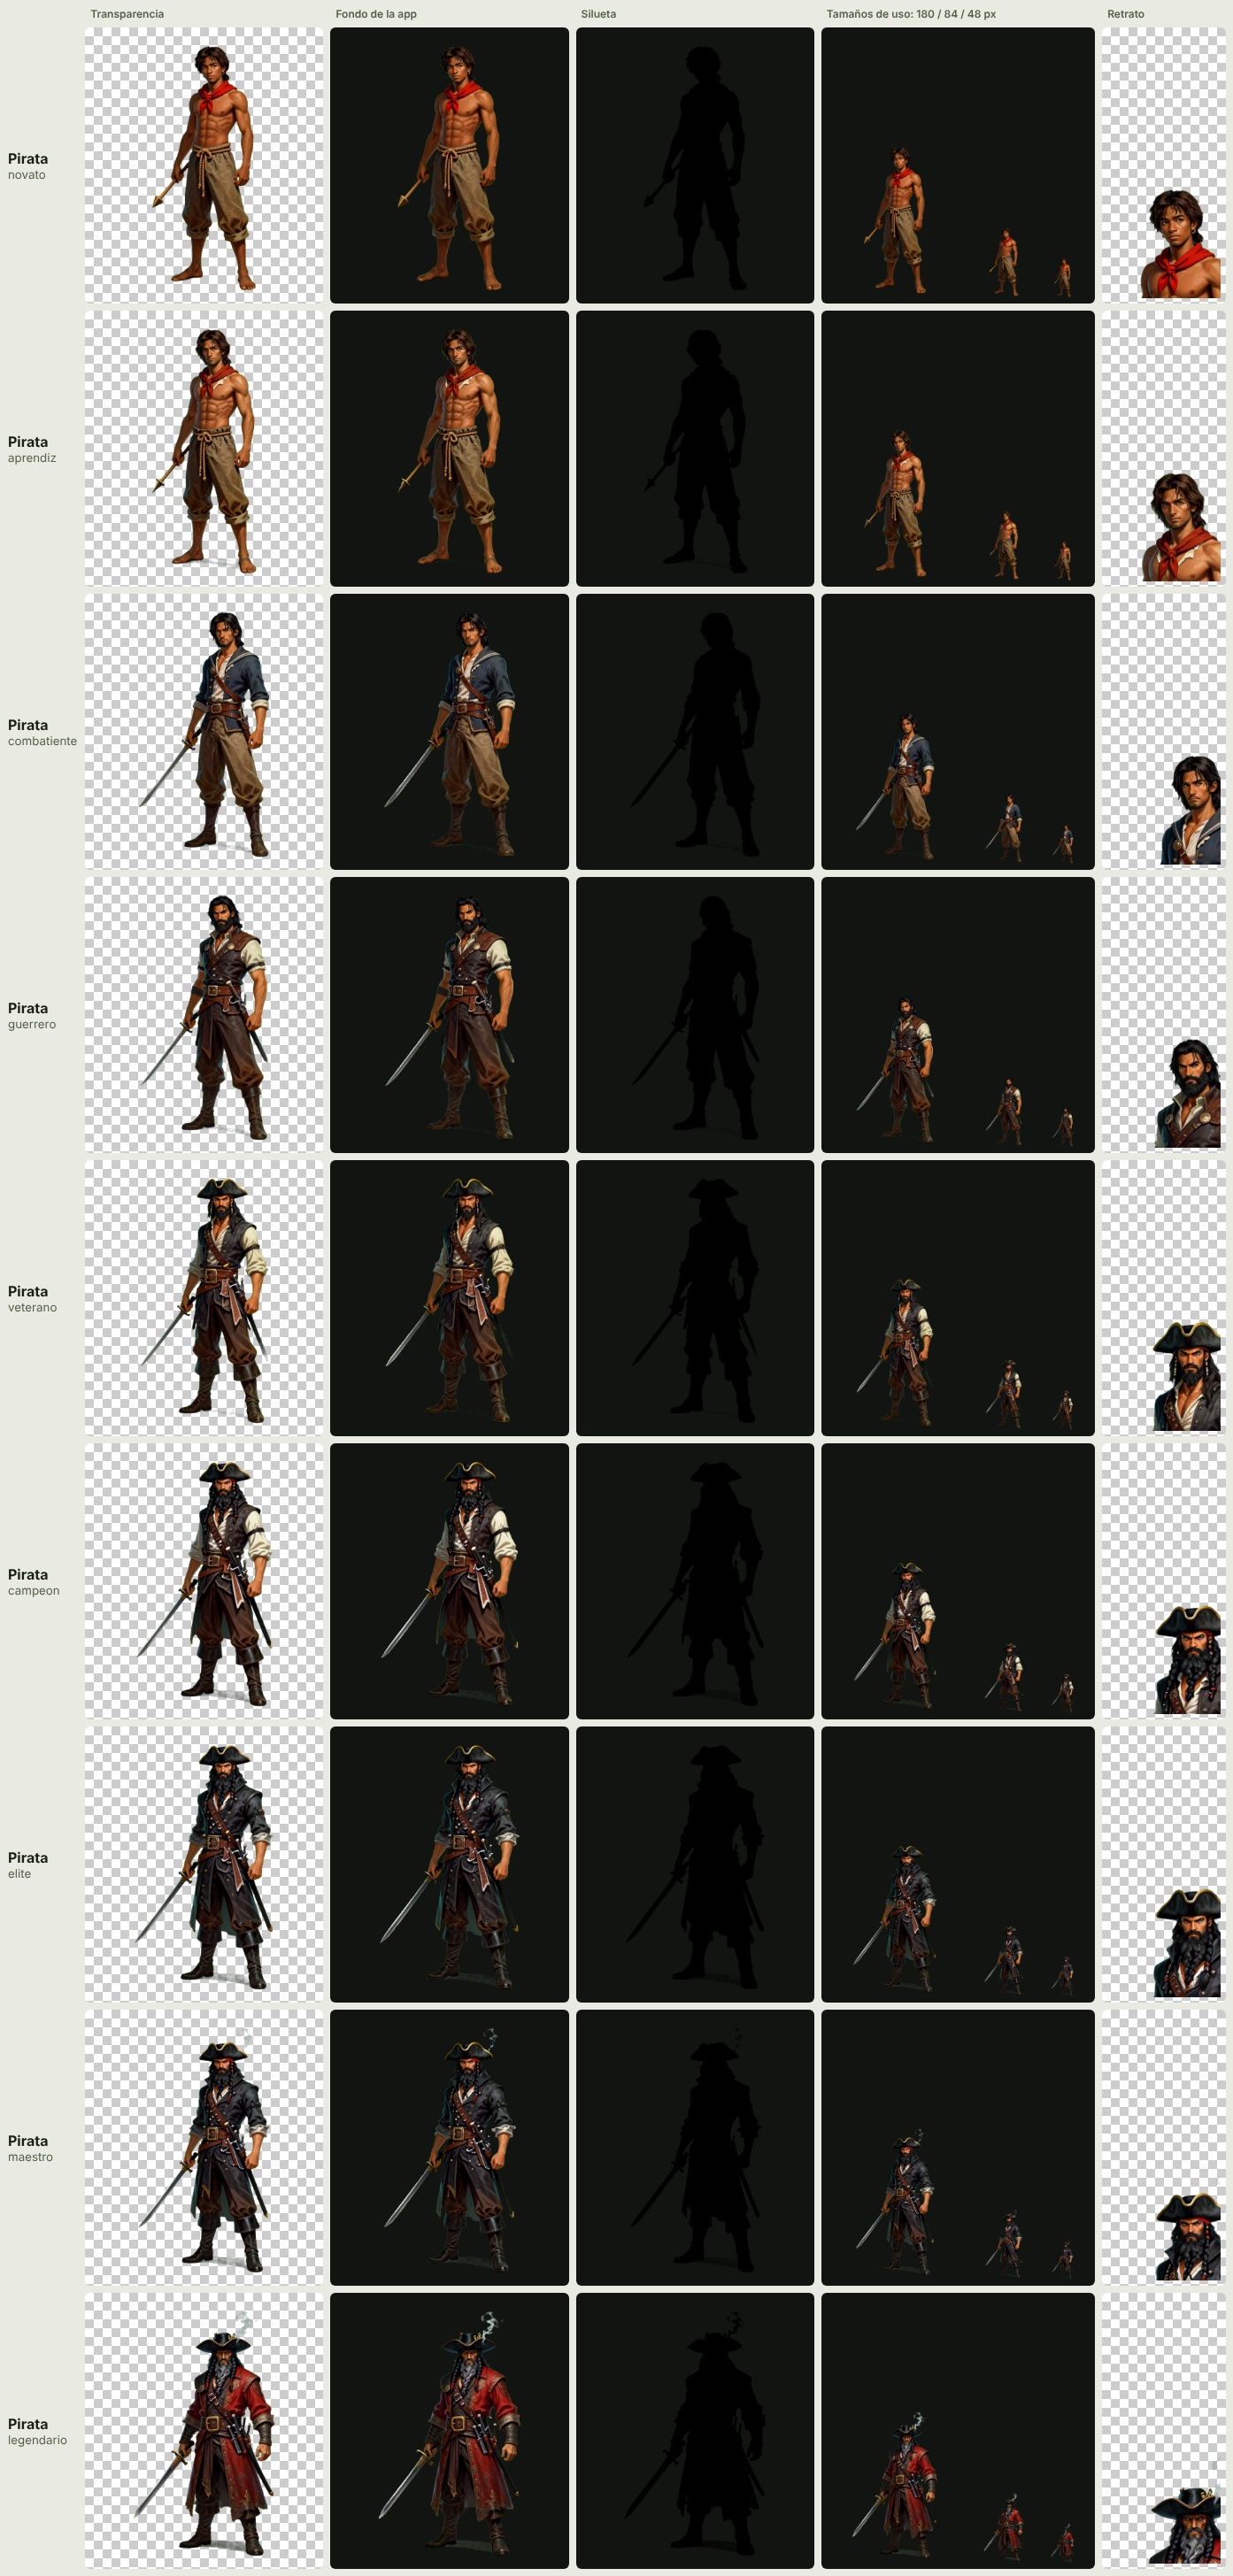 Transparencia
Fondo de la app
Silueta
Tamaños de uso: 180 / 84 / 48 px
Retrato
Pirata
novato
Pirata
aprendiz
Pirata
combatiente
Pirata
guerrero
Pirata
veterano
Pirata
campeon
Pirata
elite
Pirata
maestro
Pirata
legendario